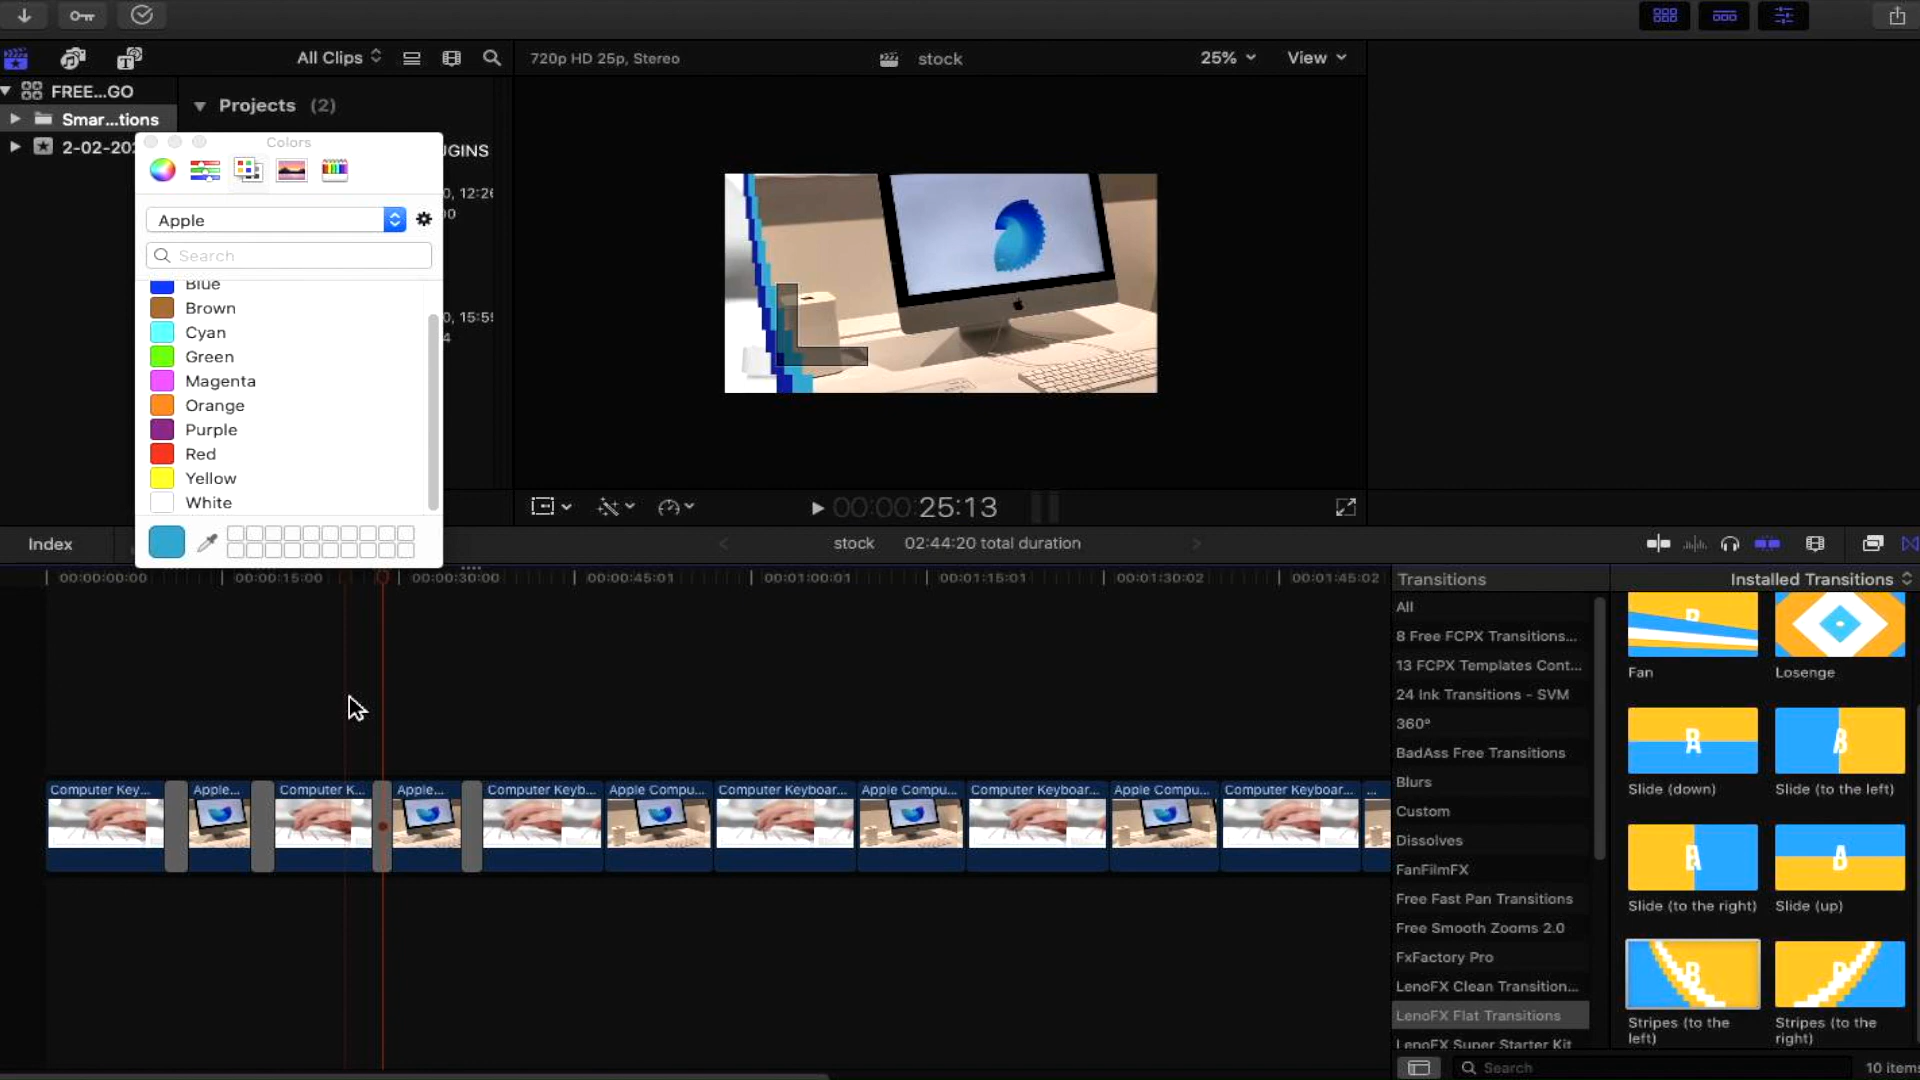 All Clips
720p HD 25p, Stereo
stock
25%
View
FREE...GO
Projects (2)
Smar...tions
2-02-20
Colors
Apple
Search
Blue
Brown
Cyan
Green
Magenta
Orange
Purple
Red
Yellow
White
00:00:00:25:13
Index
stock
02:44:20 total duration
00:00:00:00
00:00:15:00
00:00:30:00
00:00:45:01
00:01:00:01
00:01:15:01
00:01:30:02
00:01:45:02
Computer Key...
Apple...
Computer K...
Apple...
Computer Keyb...
Apple Compu...
Computer Keyboar...
Apple Compu...
Computer Keyboar...
Apple Compu...
Computer Keyboar...
...
Transitions
Installed Transitions
All
8 Free FCPX Transitions...
13 FCPX Templates Cont...
24 Ink Transitions - SVM
360°
BadAss Free Transitions
Blurs
Custom
Dissolves
FanFilmFX
Free Fast Pan Transitions
Free Smooth Zooms 2.0
FxFactory Pro
LenoFX Clean Transition...
LenoFX Flat Transitions
LenoFX Super Starter Kit
Fan
Losenge
Slide (down)
Slide (to the left)
Slide (to the right)
Slide (up)
Stripes (to the
left)
Stripes (to the
right)
Search
10 items